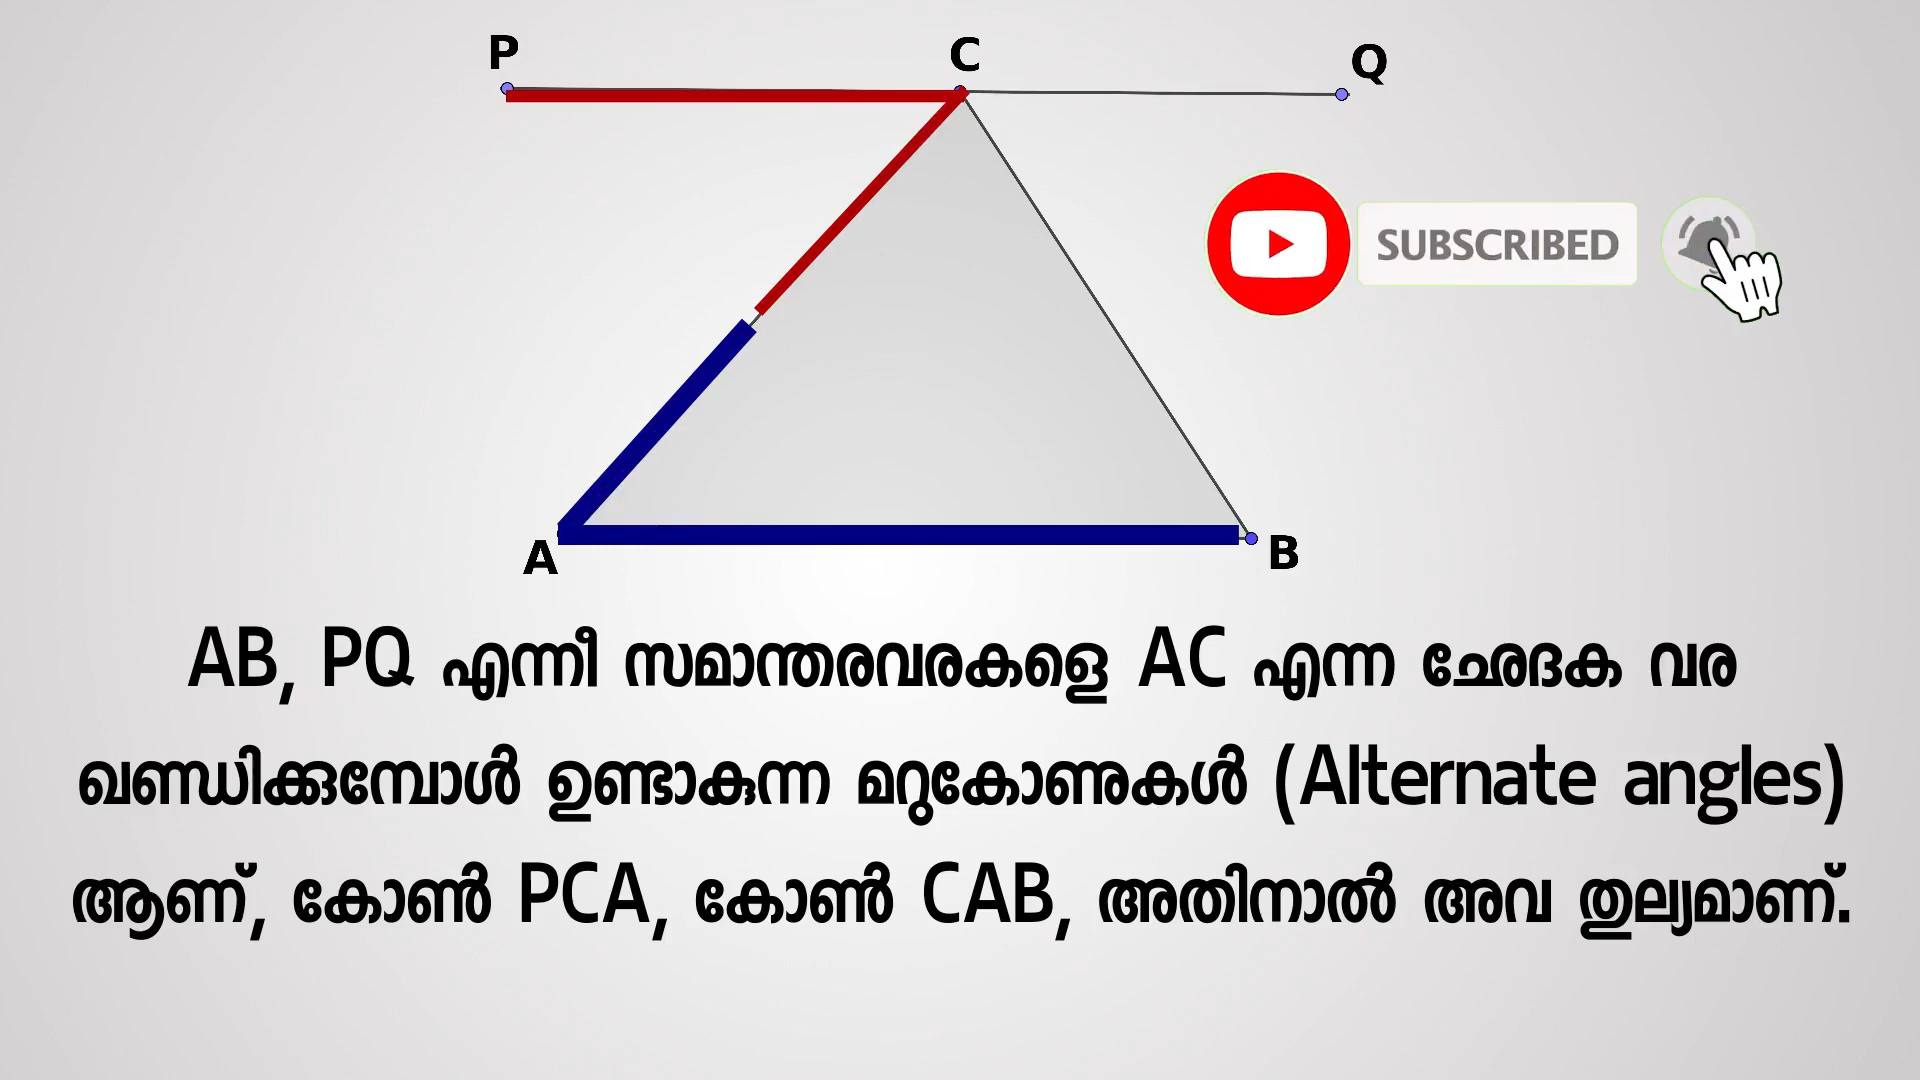 P
C
Q
SUBSCRIBED
A
B
AB, PQ എന്നീ സമാന്തരവരകളെ AC എന്ന ഛേദക വര
ഖണ്ഡിക്കുമ്പോൾ ഉണ്ടാകുന്ന മറുകോണുകൾ (Alternate angles)
ആണ്, കോൺ PCA, കോൺ CAB, അതിനാൽ അവ തുല്യമാണ്.